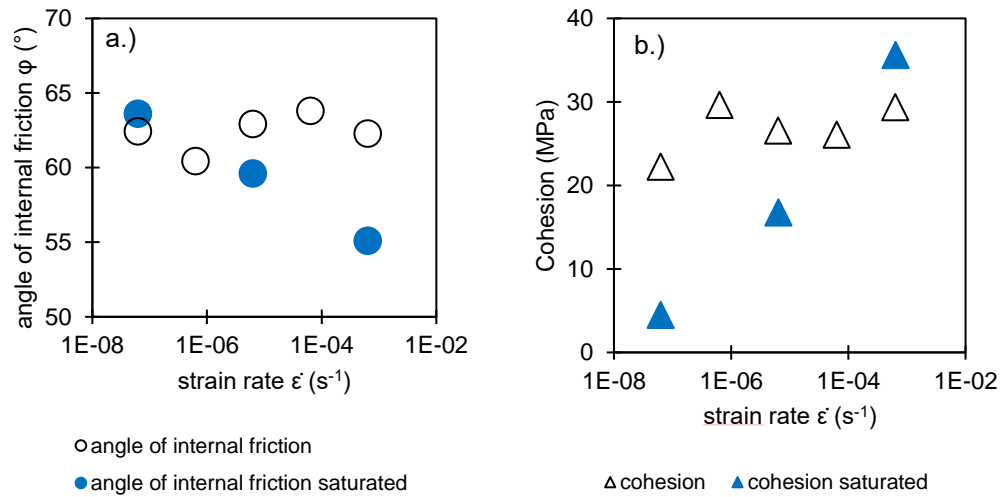 a.)
angle of internal friction φ (°)
70
65
60
55
50
1E-08 1E-06 1E-04 1E-02
strain rate ε̇ (s-1)
angle of internal friction
angle of internal friction saturated
b.)
Cohesion (MPa)
40
30
20
10
0
1E-08 1E-06 1E-04 1E-02
strain rate ε̇ (s-1)
cohesion cohesion saturated